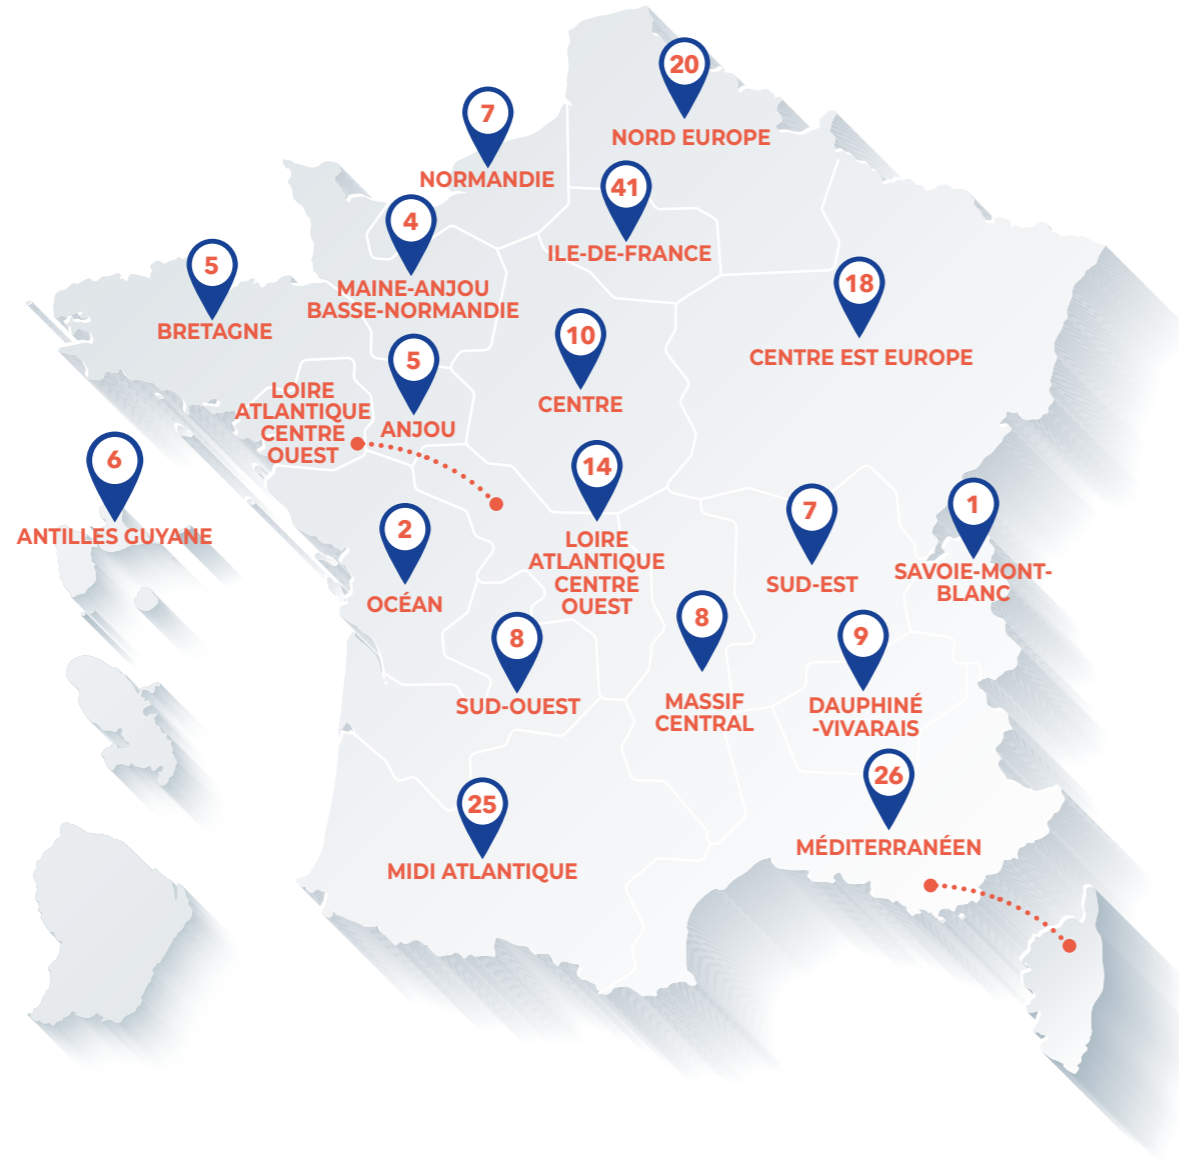 20
NORD EUROPE
7
NORMANDIE
41
ILE-DE-FRANCE
4
MAINE-ANJOU
BASSE-NORMANDIE
5
BRETAGNE
18
CENTRE EST EUROPE
10
CENTRE
5
ANJOU
LOIRE
ATLANTIQUE
CENTRE
OUEST
6
ANTILLES GUYANE
14
LOIRE
ATLANTIQUE
CENTRE
OUEST
2
OCÉAN
7
SUD-EST
1
SAVOIE-MONT-
BLANC
8
SUD-OUEST
8
MASSIF
CENTRAL
9
DAUPHINÉ
-VIVARAIS
25
MIDI ATLANTIQUE
26
MÉDITERRANÉEN